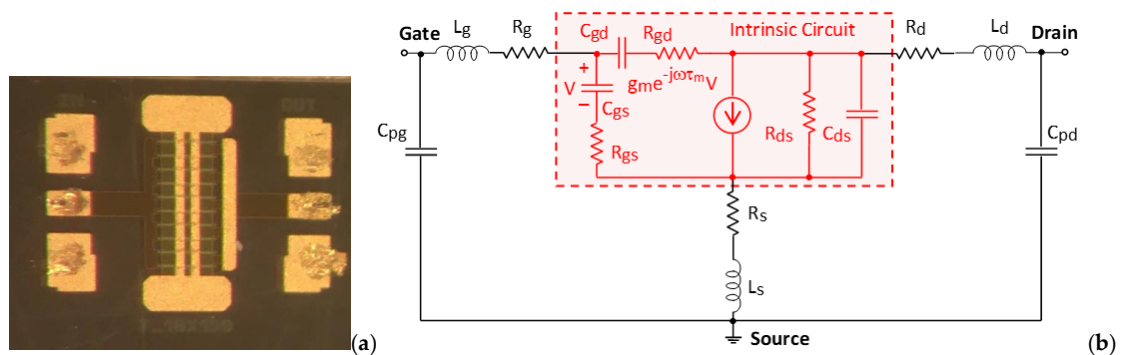 (a)
Gate
Lg
Rg
Cgd
Rgd
Intrinsic Circuit
Rd
Ld
Drain
+
V
−
Cgs
gme-jωτmV
Rgs
Rds
Cds
Cpg
Cpd
Rs
Ls
Source
(b)